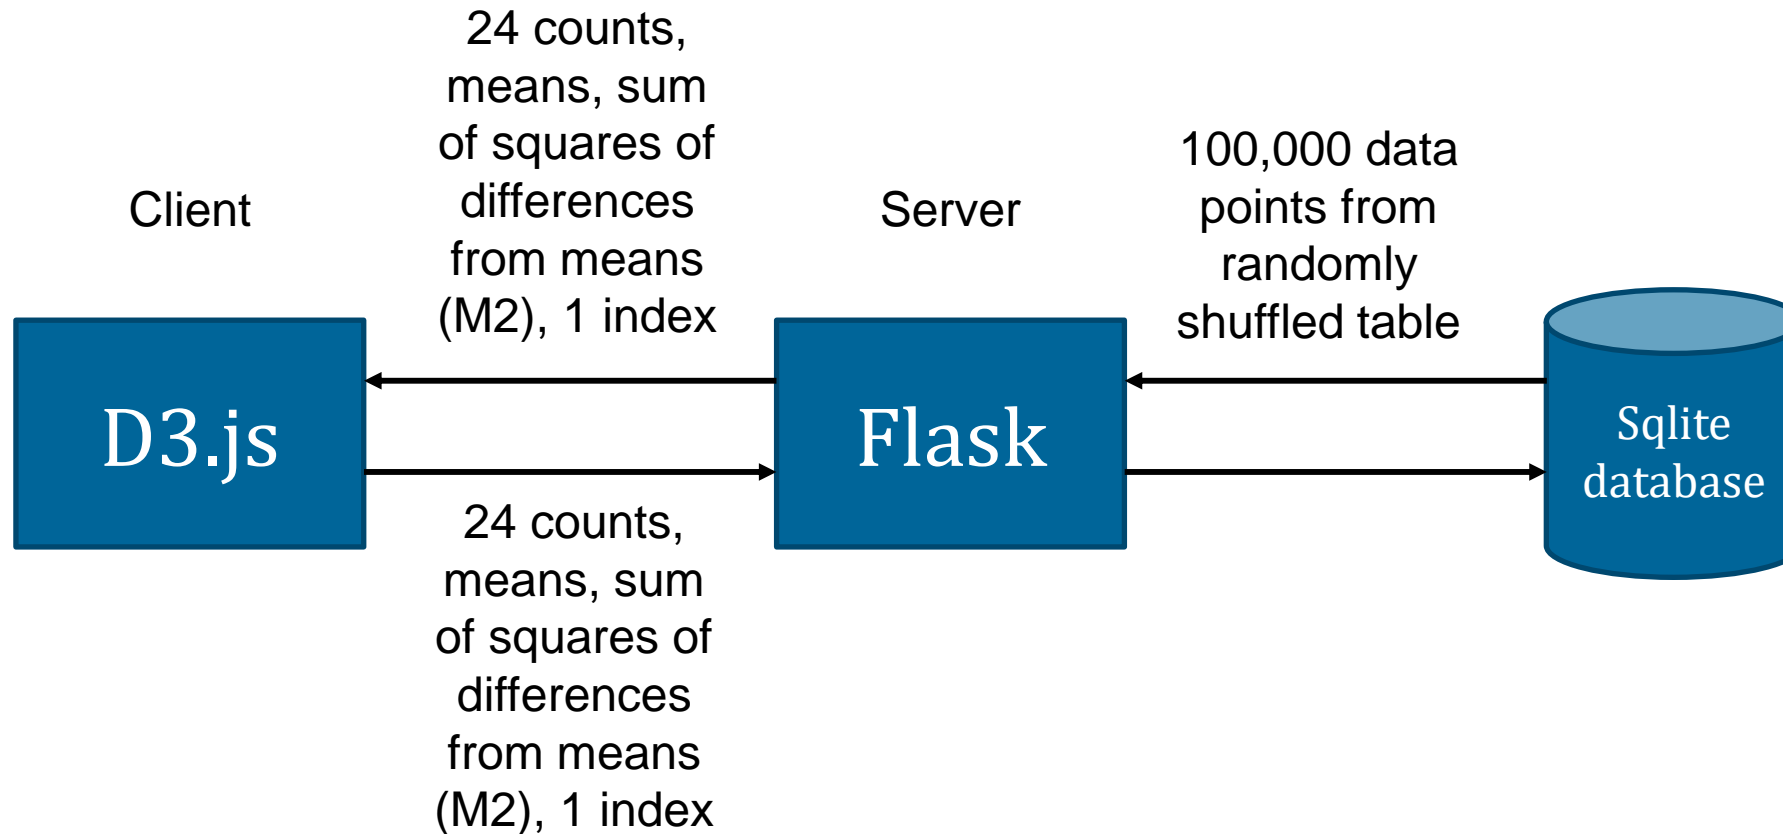 Client
24 counts,
means, sum
of squares of
differences
from means
(M2), 1 index
Server
100,000 data
points from
randomly
shuffled table
D3.js
Flask
Sqlite
database
24 counts,
means, sum
of squares of
differences
from means
(M2), 1 index